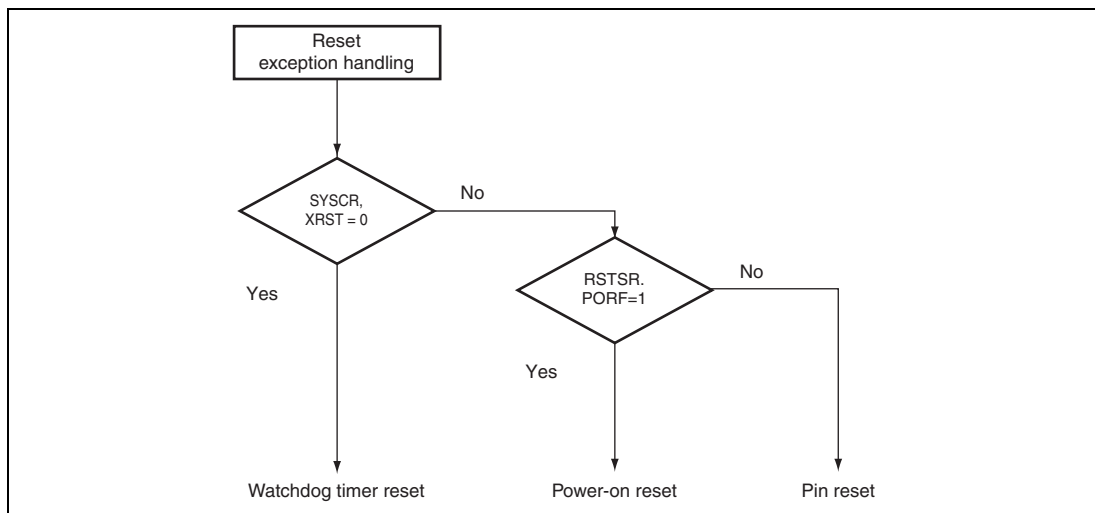 Reset
exception handling
SYSCR,
XRST = 0
No
Yes
RSTSR.
PORF=1
No
Yes
Watchdog timer reset
Power-on reset
Pin reset